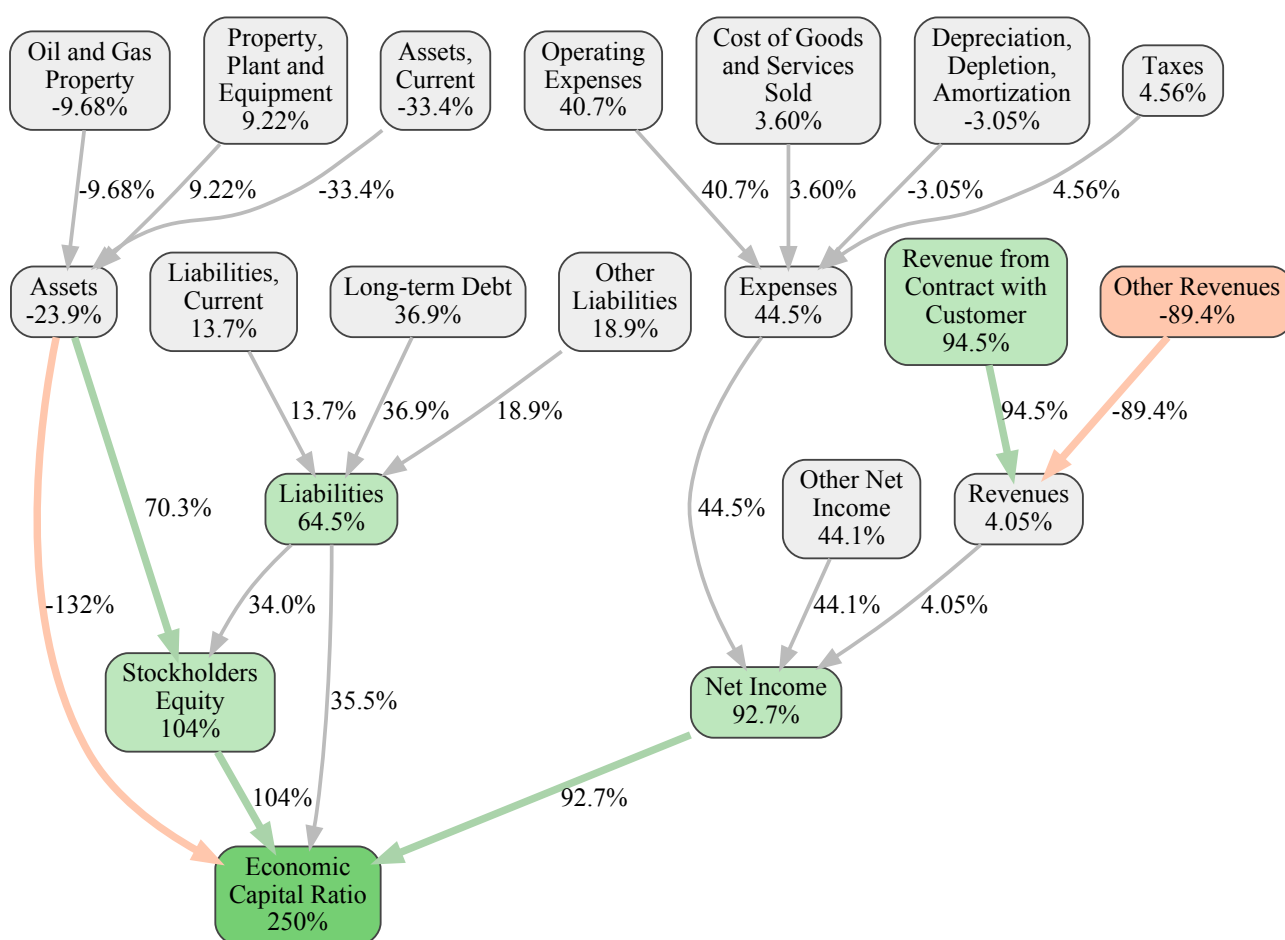 Oil and Gas
Property
-9.68%
Property,
Plant and
Equipment
9.22%
Assets,
Current
-33.4%
Operating
Expenses
40.7%
Cost of Goods
and Services
Sold
3.60%
Depreciation,
Depletion,
Amortization
-3.05%
Taxes
4.56%
-9.68%
9.22%
-33.4%
40.7%
3.60%
-3.05%
4.56%
Assets
-23.9%
Liabilities,
Current
13.7%
Long-term Debt
36.9%
Other
Liabilities
18.9%
Expenses
44.5%
Revenue from
Contract with
Customer
94.5%
Other Revenues
-89.4%
13.7%
36.9%
18.9%
94.5%
-89.4%
70.3%
Liabilities
64.5%
44.5%
Other Net
Income
44.1%
Revenues
4.05%
-132%
34.0%
44.1%
4.05%
Stockholders
Equity
104%
35.5%
Net Income
92.7%
104%
92.7%
Economic
Capital Ratio
250%